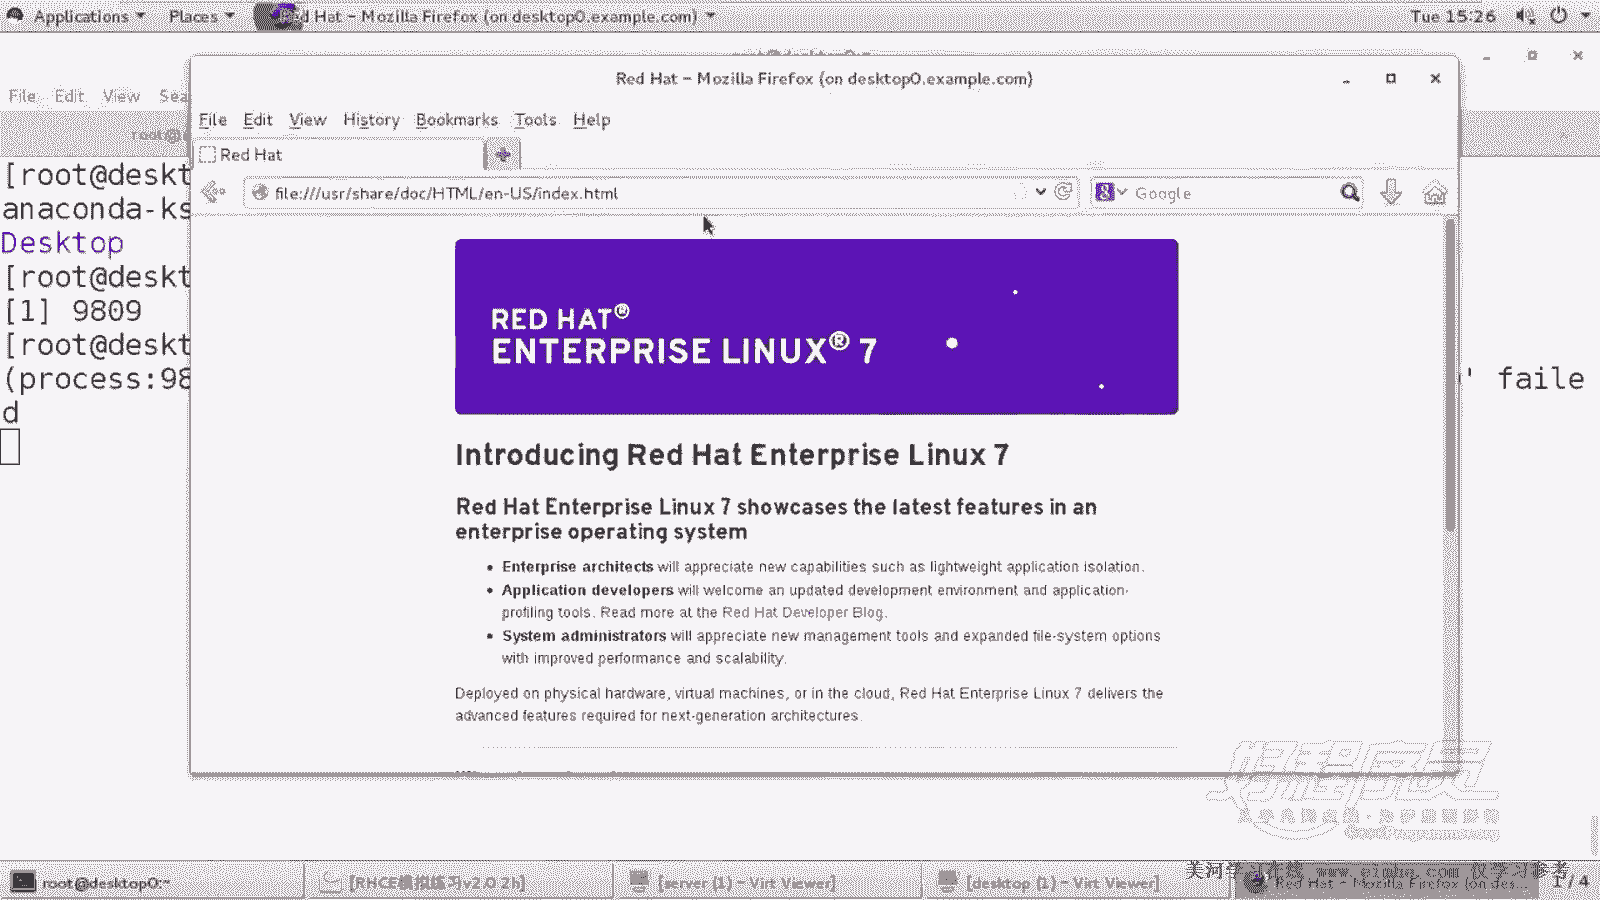 Applications Places Red Hat - Mozilla Firefox (on desktop0.example.com) Tue 15:26
Red Hat - Mozilla Firefox (on desktop0.example.com)
File Edit View Sea
File Edit View History Bookmarks Tools Help
root@
Red Hat
[root@deskt
file:///usr/share/doc/HTML/en-US/index.html Google
anaconda-ks
Desktop
[root@deskt
[1] 9809
[root@deskt
(process:98 ' faile
d
RED HAT®
ENTERPRISE LINUX® 7
Introducing Red Hat Enterprise Linux 7
Red Hat Enterprise Linux 7 showcases the latest features in an
enterprise operating system
• Enterprise architects will appreciate new capabilities such as lightweight application isolation.
• Application developers will welcome an updated development environment and application-
profiling tools. Read more at the Red Hat Developer Blog.
• System administrators will appreciate new management tools and expanded file-system options
with improved performance and scalability.
Deployed on physical hardware, virtual machines, or in the cloud, Red Hat Enterprise Linux 7 delivers the
advanced features required for next-generation architectures.
好程序员
美河学习在线 www.eimhe.com 仅学习参考
root@desktop0:~ [RHCE模拟练习v2.0 2h] [server (1) - Virt Viewer] [desktop (1) - Virt Viewer] Red Hat - Mozilla Firefox (on des... 1 / 4